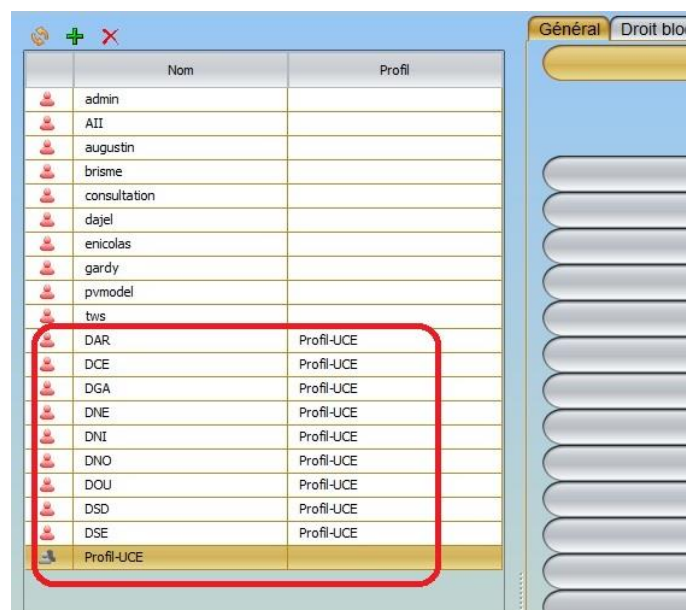 Général Droit bloc
Nom Profil
admin
AII
augustin
brisme
consultation
dajel
enicolas
gardy
pvmodel
tws
DAR Profil-UCE
DCE Profil-UCE
DGA Profil-UCE
DNE Profil-UCE
DNI Profil-UCE
DNO Profil-UCE
DOU Profil-UCE
DSD Profil-UCE
DSE Profil-UCE
Profil-UCE